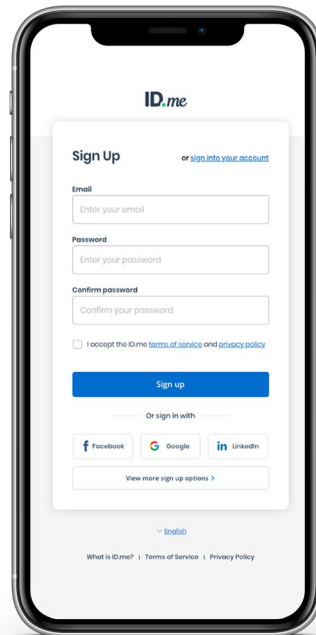 ID.me
Sign Up or sign into your account
Email
Enter your email
Password
Enter your password
Confirm password
Confirm your password
I accept the ID.me terms of service and privacy policy
Sign up
Or sign in with
Facebook Google LinkedIn
View more sign up options >
English
What is ID.me? | Terms of Service | Privacy Policy